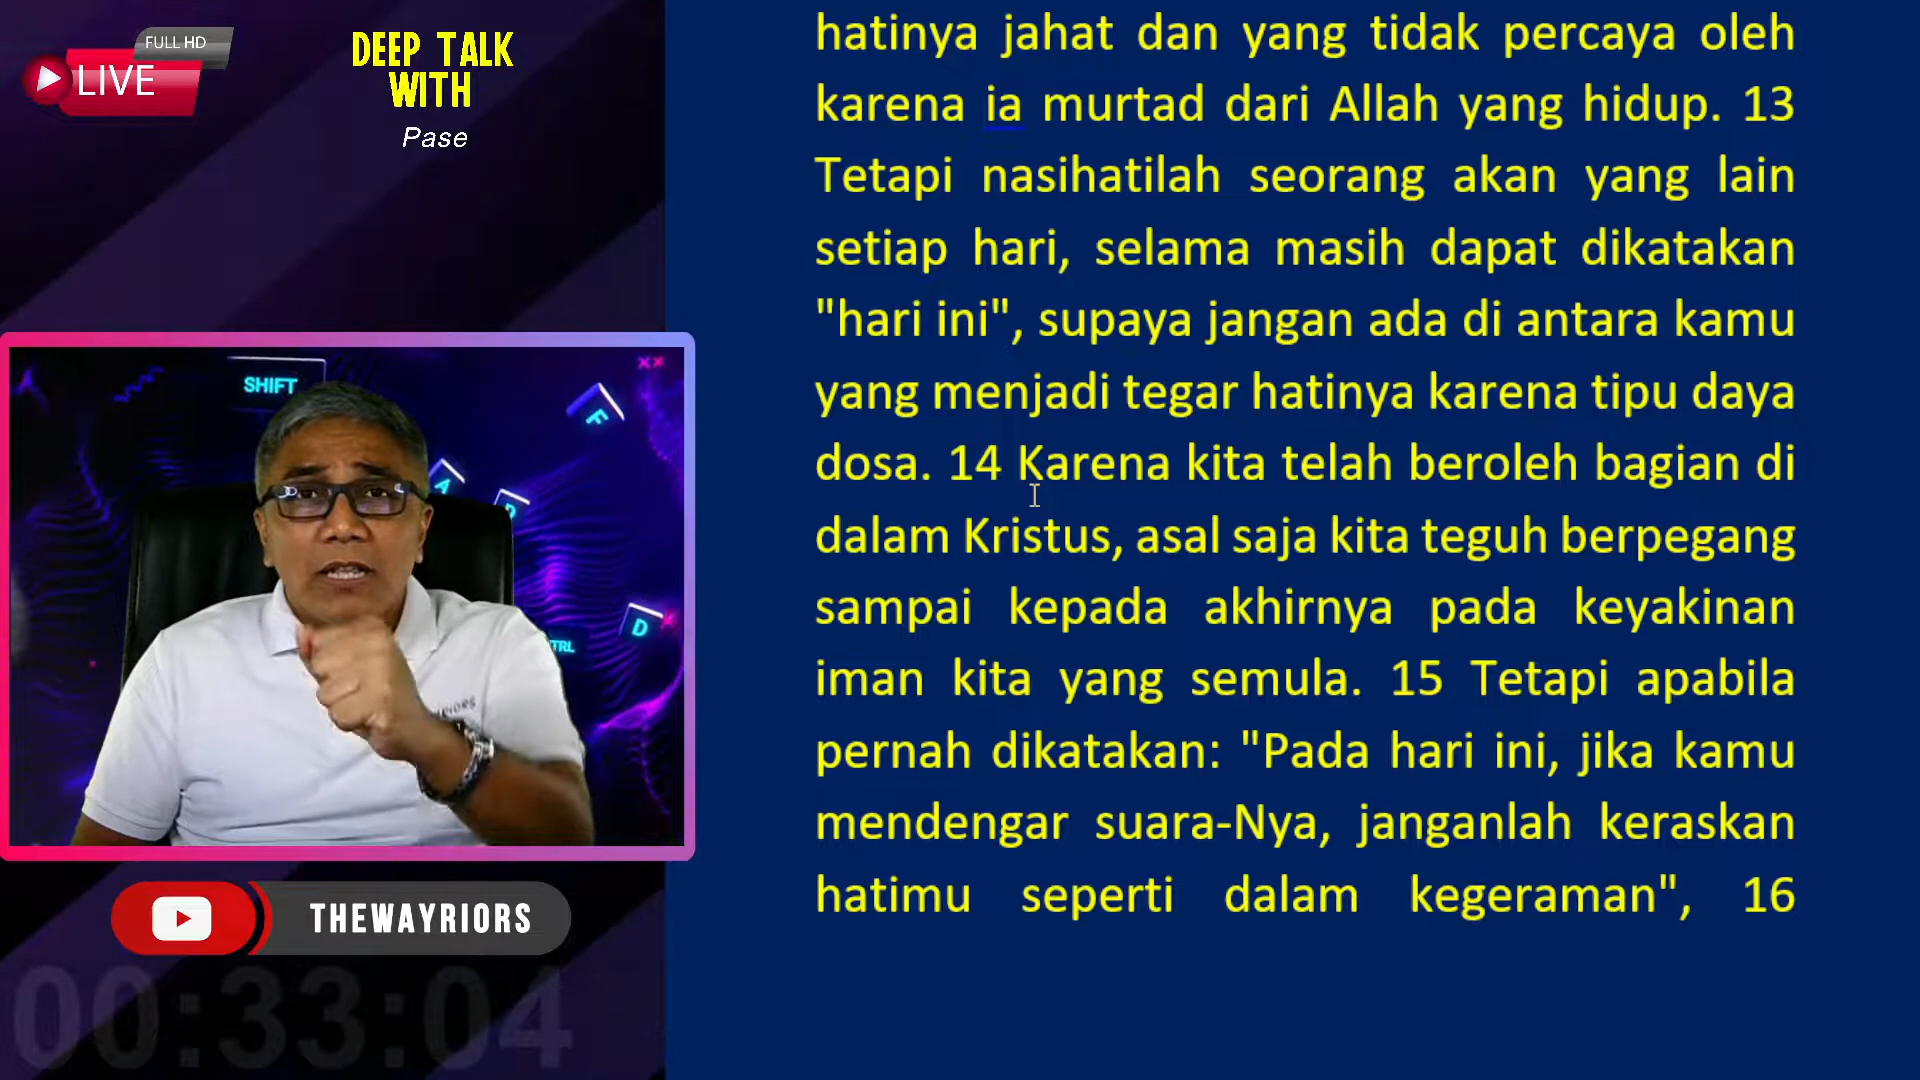 FULL HD
LIVE
DEEP TALK
WITH
Pase
SHIFT
F
A
D
D
CTRL
THEWAYRIORS
00:33:04
hatinya jahat dan yang tidak percaya oleh
karena ia murtad dari Allah yang hidup. 13
Tetapi nasihatilah seorang akan yang lain
setiap hari, selama masih dapat dikatakan
"hari ini", supaya jangan ada di antara kamu
yang menjadi tegar hatinya karena tipu daya
dosa. 14 Karena kita telah beroleh bagian di
dalam Kristus, asal saja kita teguh berpegang
sampai kepada akhirnya pada keyakinan
iman kita yang semula. 15 Tetapi apabila
pernah dikatakan: "Pada hari ini, jika kamu
mendengar suara-Nya, janganlah keraskan
hatimu seperti dalam kegeraman", 16